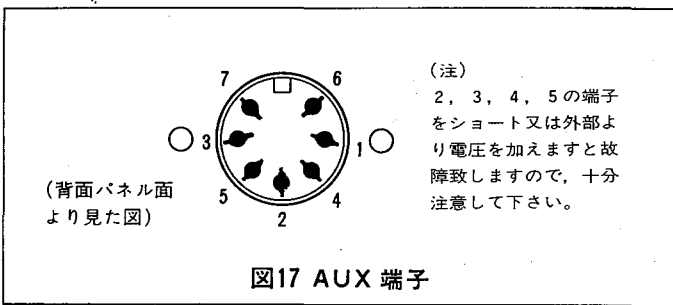 7
6
3
1
5
4
2
(背面パネル面
より見た図)
(注)
2, 3, 4, 5の端子
をショート又は外部よ
り電圧を加えますと故
障致しますので, 十分
注意して下さい。
図17 AUX 端子